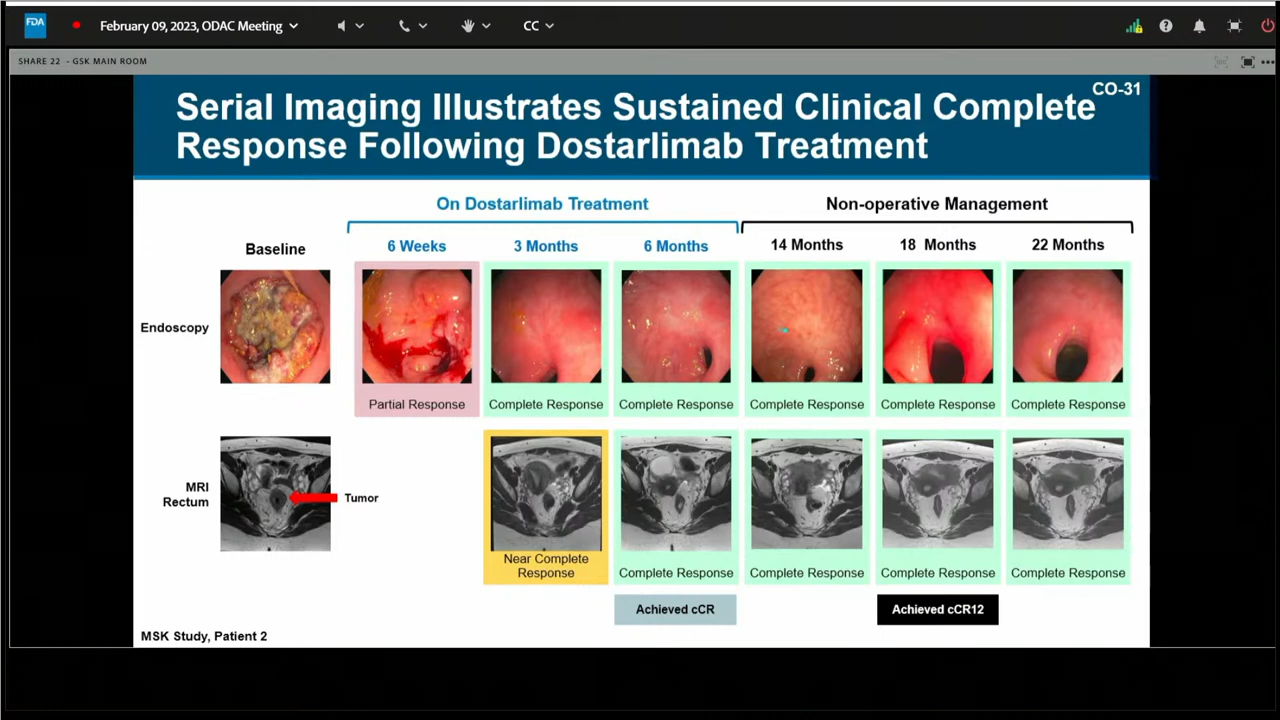 FDA
February 09, 2023, ODAC Meeting
CC
SHARE 22 - GSK MAIN ROOM
CO-31
Serial Imaging Illustrates Sustained Clinical Complete
Response Following Dostarlimab Treatment
On Dostarlimab Treatment
Non-operative Management
Baseline
6 Weeks
3 Months
6 Months
14 Months
18 Months
22 Months
Endoscopy
Partial Response
Complete Response
Complete Response
Complete Response
Complete Response
Complete Response
MRI
Rectum
Tumor
Near Complete
Response
Complete Response
Complete Response
Complete Response
Complete Response
Achieved cCR
Achieved cCR12
MSK Study, Patient 2